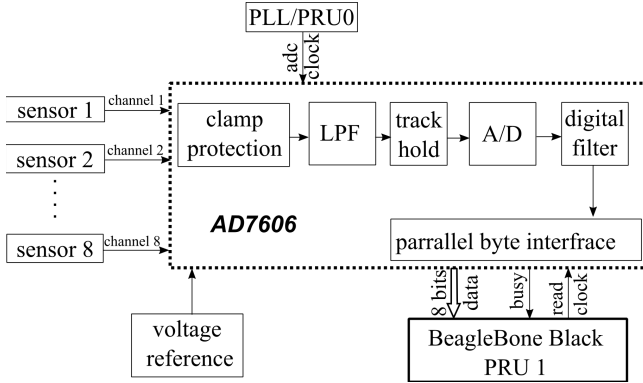 PLL/PRU0
adc
clock
sensor 1
channel 1
sensor 2
channel 2
sensor 8
channel 8
clamp
protection
LPF
track
hold
A/D
digital
filter
AD7606
parrallel byte interfrace
8 bits
data
busy
read
clock
voltage
reference
BeagleBone Black
PRU 1